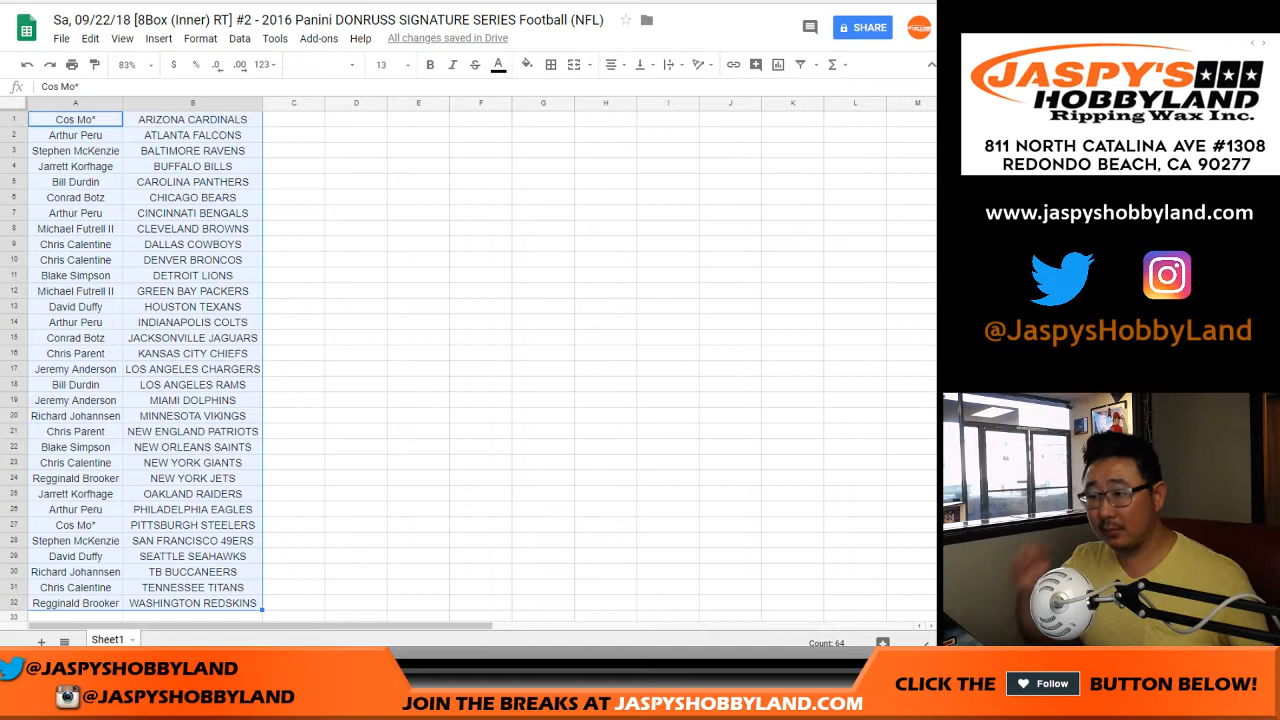 Sa, 09/22/18 [8Box (Inner) RT] #2 - 2016 Panini DONRUSS SIGNATURE SERIES Football (NFL)
File Edit View Insert Format Data Tools Add-ons Help All changes saved in Drive
SHARE
83% $ % .0 .00 123 13 B I S A
fx Cos Mo*
A B C D E F G H I J K L M
1 Cos Mo* ARIZONA CARDINALS
2 Arthur Peru ATLANTA FALCONS
3 Stephen McKenzie BALTIMORE RAVENS
4 Jarrett Korfhage BUFFALO BILLS
5 Bill Durdin CAROLINA PANTHERS
6 Conrad Botz CHICAGO BEARS
7 Arthur Peru CINCINNATI BENGALS
8 Michael Futrell II CLEVELAND BROWNS
9 Chris Calentine DALLAS COWBOYS
10 Chris Calentine DENVER BRONCOS
11 Blake Simpson DETROIT LIONS
12 Michael Futrell II GREEN BAY PACKERS
13 David Duffy HOUSTON TEXANS
14 Arthur Peru INDIANAPOLIS COLTS
15 Conrad Botz JACKSONVILLE JAGUARS
16 Chris Parent KANSAS CITY CHIEFS
17 Jeremy Anderson LOS ANGELES CHARGERS
18 Bill Durdin LOS ANGELES RAMS
19 Jeremy Anderson MIAMI DOLPHINS
20 Richard Johannsen MINNESOTA VIKINGS
21 Chris Parent NEW ENGLAND PATRIOTS
22 Blake Simpson NEW ORLEANS SAINTS
23 Chris Calentine NEW YORK GIANTS
24 Regginald Brooker NEW YORK JETS
25 Jarrett Korfhage OAKLAND RAIDERS
26 Arthur Peru PHILADELPHIA EAGLES
27 Cos Mo* PITTSBURGH STEELERS
28 Stephen McKenzie SAN FRANCISCO 49ERS
29 David Duffy SEATTLE SEAHAWKS
30 Richard Johannsen TB BUCCANEERS
31 Chris Calentine TENNESSEE TITANS
32 Regginald Brooker WASHINGTON REDSKINS
33
Sheet1
Count: 64
JASPY'S
HOBBYLAND
Ripping Wax Inc.
811 NORTH CATALINA AVE #1308
REDONDO BEACH, CA 90277
www.jaspyshobbyland.com
@JaspysHobbyLand
@JASPYSHOBBYLAND
@JASPYSHOBBYLAND
JOIN THE BREAKS AT JASPYSHOBBYLAND.COM
CLICK THE Follow BUTTON BELOW!